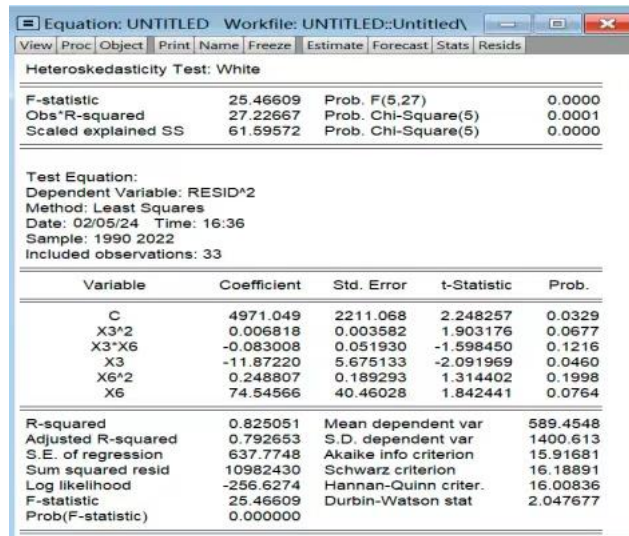 Equation: UNTITLED Workfile: UNTITLED::Untitled\
View Proc Object Print Name Freeze Estimate Forecast Stats Resids
Heteroskedasticity Test: White
F-statistic 25.46609 Prob. F(5,27) 0.0000
Obs*R-squared 27.22667 Prob. Chi-Square(5) 0.0001
Scaled explained SS 61.59572 Prob. Chi-Square(5) 0.0000
Test Equation:
Dependent Variable: RESID^2
Method: Least Squares
Date: 02/05/24 Time: 16:36
Sample: 1990 2022
Included observations: 33
Variable Coefficient Std. Error t-Statistic Prob.
C 4971.049 2211.068 2.248257 0.0329
X3^2 0.006818 0.003582 1.903176 0.0677
X3*X6 -0.083008 0.051930 -1.598450 0.1216
X3 -11.87220 5.675133 -2.091969 0.0460
X6^2 0.248807 0.189293 1.314402 0.1998
X6 74.54566 40.46028 1.842441 0.0764
R-squared 0.825051 Mean dependent var 589.4548
Adjusted R-squared 0.792653 S.D. dependent var 1400.613
S.E. of regression 637.7748 Akaike info criterion 15.91681
Sum squared resid 10982430 Schwarz criterion 16.18891
Log likelihood -256.6274 Hannan-Quinn criter. 16.00836
F-statistic 25.46609 Durbin-Watson stat 2.047677
Prob(F-statistic) 0.000000